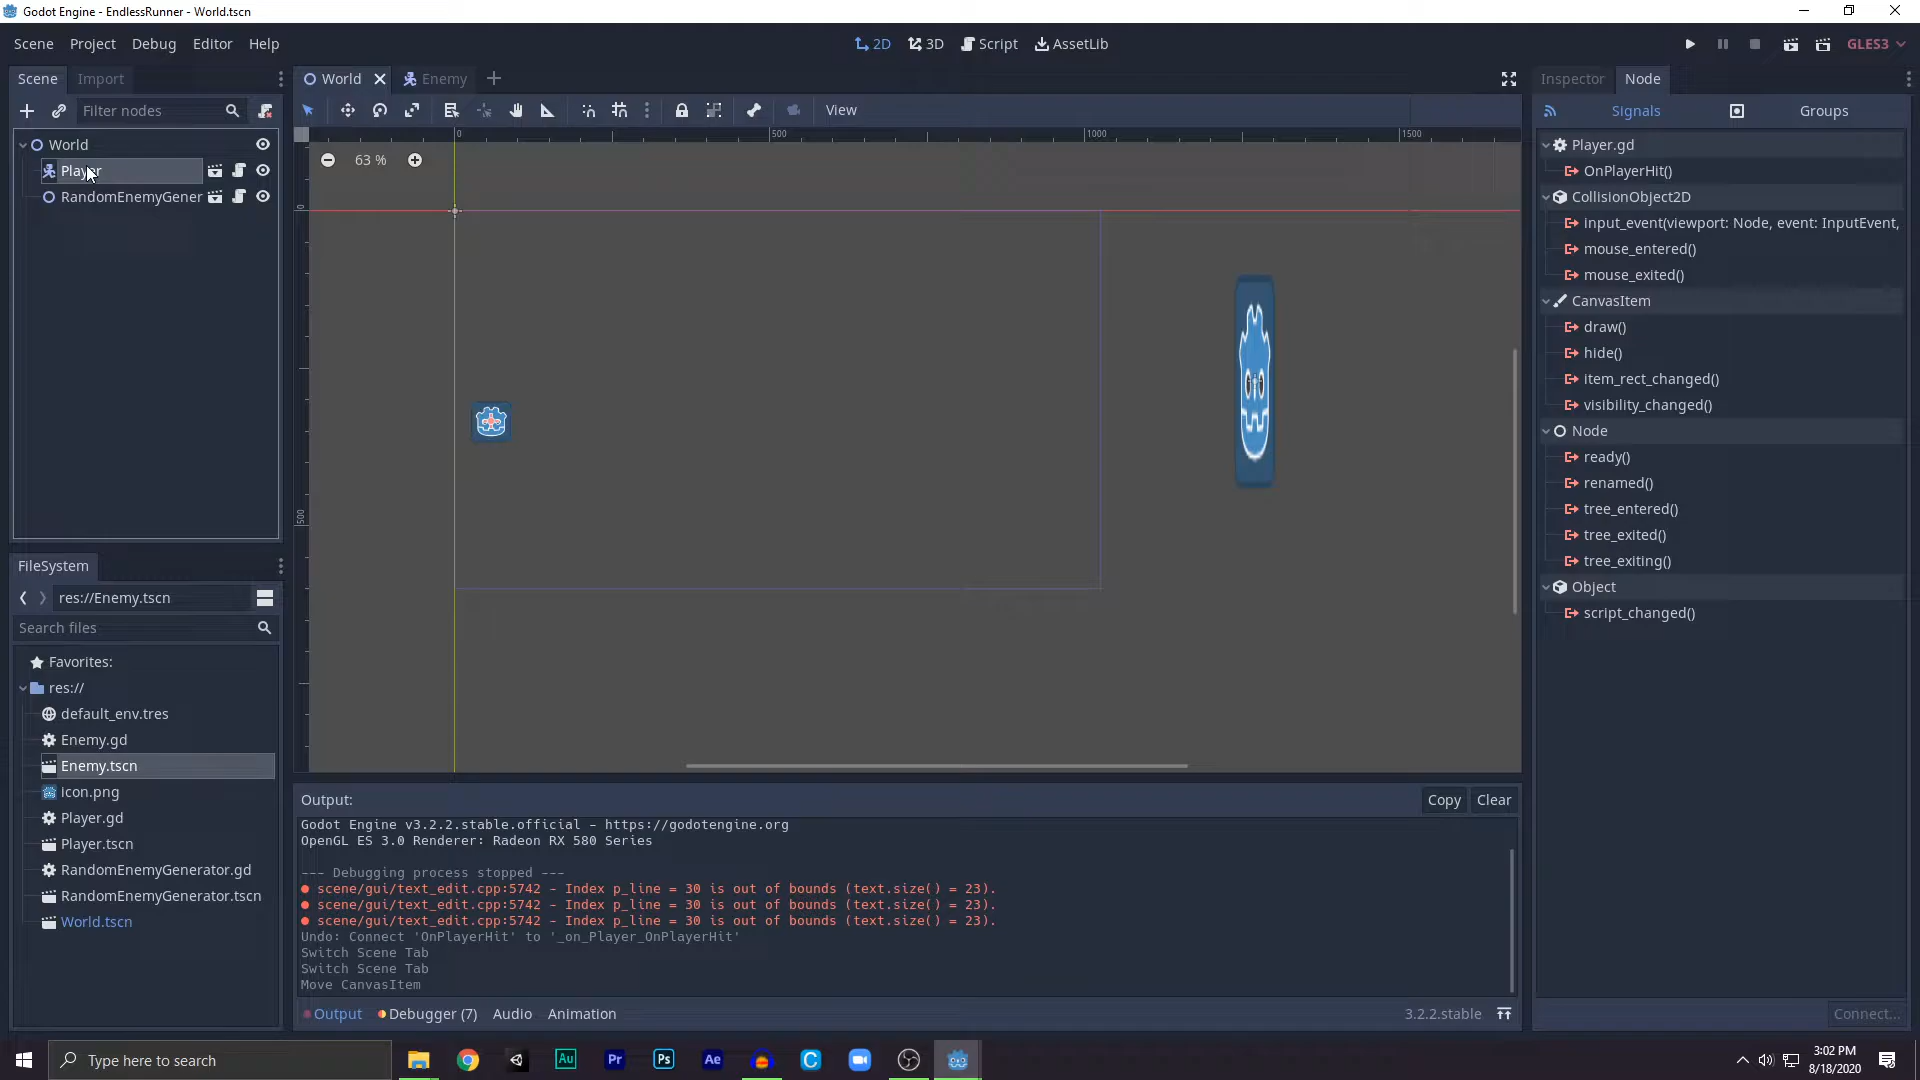 Godot Engine - EndlessRunner - World.tscn
Scene Project Debug Editor Help
2D 3D Script AssetLib
GLES3
Scene Import
Filter nodes
World
Player
RandomEnemyGener
FileSystem
res://Enemy.tscn
Search files
Favorites:
res://
default_env.tres
Enemy.gd
Enemy.tscn
icon.png
Player.gd
Player.tscn
RandomEnemyGenerator.gd
RandomEnemyGenerator.tscn
World.tscn
World Enemy
View
0 500 1000 1500
63 %
0
500
Output:
Copy Clear
Godot Engine v3.2.2.stable.official - https://godotengine.org
OpenGL ES 3.0 Renderer: Radeon RX 580 Series
--- Debugging process stopped ---
scene/gui/text_edit.cpp:5742 - Index p_line = 30 is out of bounds (text.size() = 23).
scene/gui/text_edit.cpp:5742 - Index p_line = 30 is out of bounds (text.size() = 23).
scene/gui/text_edit.cpp:5742 - Index p_line = 30 is out of bounds (text.size() = 23).
Undo: Connect 'OnPlayerHit' to '_on_Player_OnPlayerHit'
Switch Scene Tab
Switch Scene Tab
Move CanvasItem
Output Debugger (7) Audio Animation
3.2.2.stable
Inspector Node
Signals Groups
Player.gd
OnPlayerHit()
CollisionObject2D
input_event(viewport: Node, event: InputEvent,
mouse_entered()
mouse_exited()
CanvasItem
draw()
hide()
item_rect_changed()
visibility_changed()
Node
ready()
renamed()
tree_entered()
tree_exited()
tree_exiting()
Object
script_changed()
Connect...
Type here to search
Au Pr Ps Ae C
3:02 PM
8/18/2020